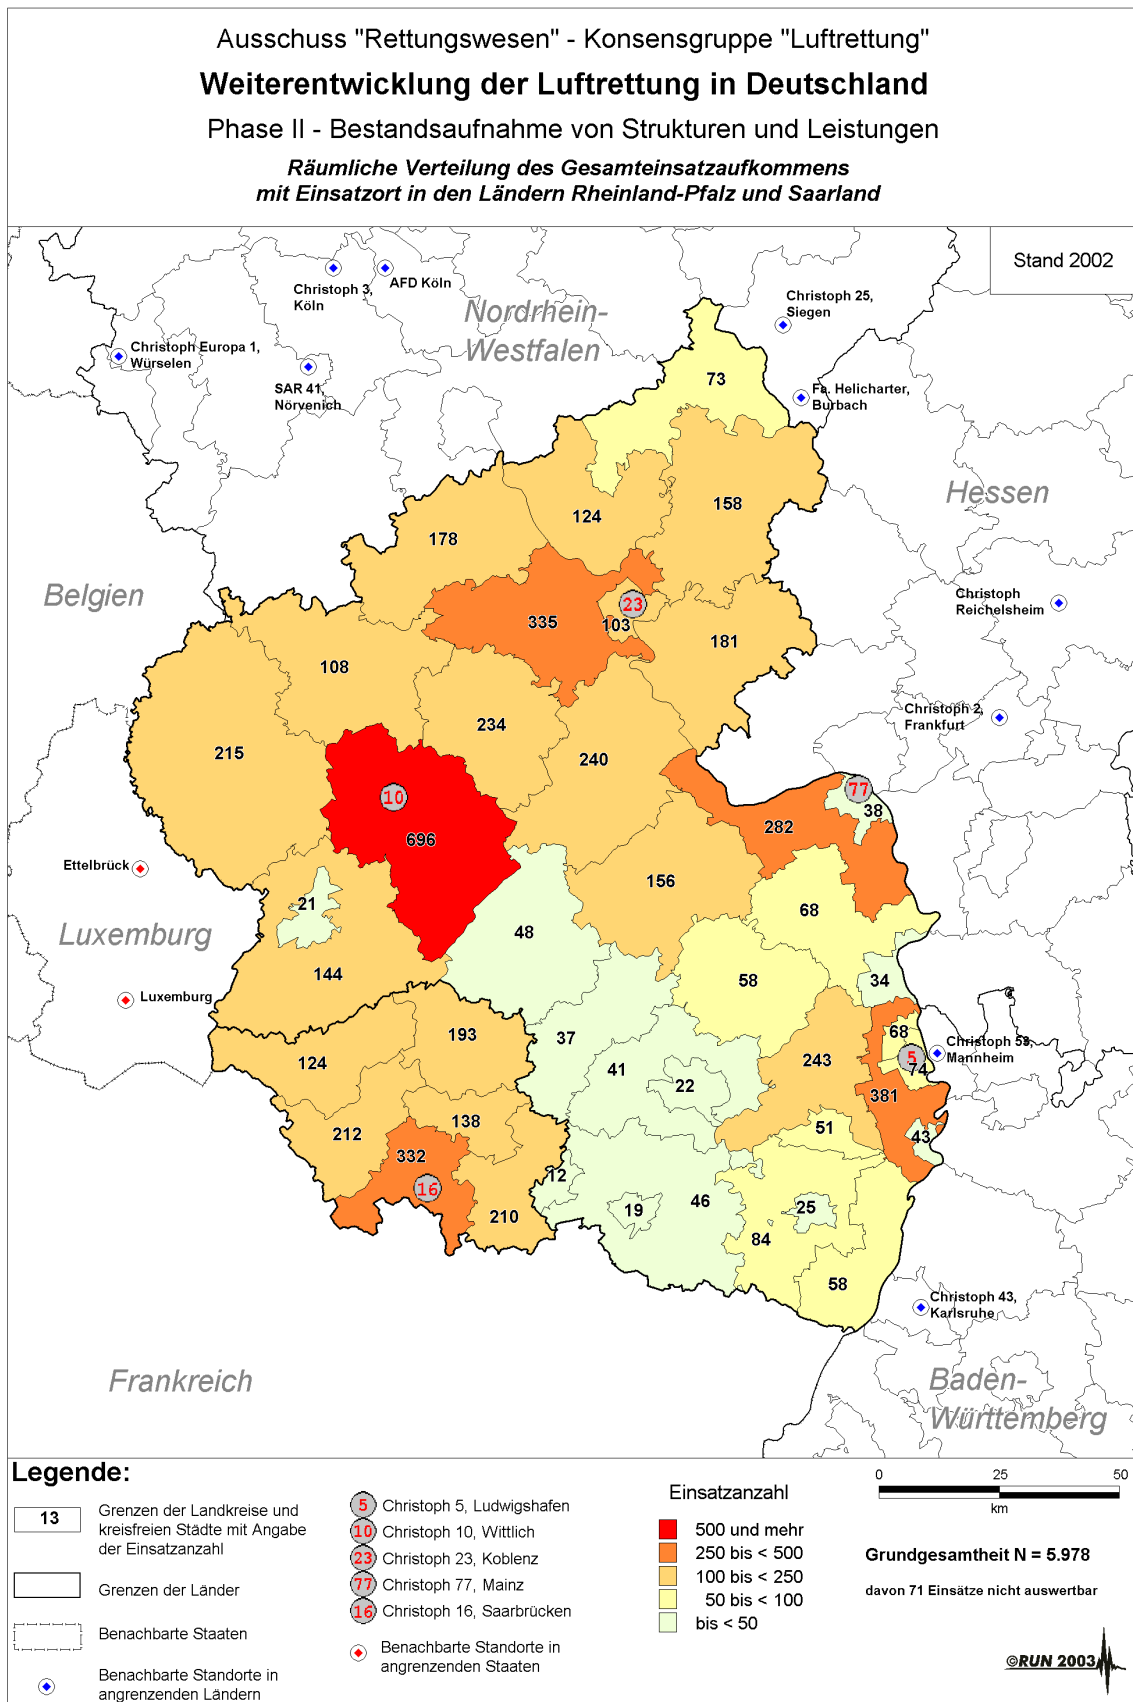 Ausschuss "Rettungswesen" - Konsensgruppe "Luftrettung"
Weiterentwicklung der Luftrettung in Deutschland
Phase II - Bestandsaufnahme von Strukturen und Leistungen
Räumliche Verteilung des Gesamteinsatzaufkommens
mit Einsatzort in den Ländern Rheinland-Pfalz und Saarland
Stand 2002
Christoph 3,
Köln
AFD Köln
Nordrhein-
Westfalen
Christoph 25,
Siegen
Christoph Europa 1,
Würselen
SAR 41,
Nörvenich
73
Fa. Helicharter,
Burbach
Hessen
158
124
178
Belgien
Christoph
Reichelsheim
23
335
103
181
108
Christoph 2,
Frankfurt
234
215
240
77
10
38
282
696
Ettelbrück
156
21
68
Luxemburg
48
144
58
34
Luxemburg
193
37
68
Christoph 53,
Mannheim
124
243
5
74
41
22
381
138
51
212
43
332
12
16
46
19
25
210
84
58
Christoph 43,
Karlsruhe
Frankreich
Baden-
Württemberg
Legende:
13
Grenzen der Landkreise und
kreisfreien Städte mit Angabe
der Einsatzanzahl
Grenzen der Länder
Benachbarte Staaten
Benachbarte Standorte in
angrenzenden Ländern
5 Christoph 5, Ludwigshafen
10 Christoph 10, Wittlich
23 Christoph 23, Koblenz
77 Christoph 77, Mainz
16 Christoph 16, Saarbrücken
Benachbarte Standorte in
angrenzenden Staaten
Einsatzanzahl
500 und mehr
250 bis < 500
100 bis < 250
50 bis < 100
bis < 50
0 25 50
km
Grundgesamtheit N = 5.978
davon 71 Einsätze nicht auswertbar
©RUN 2003